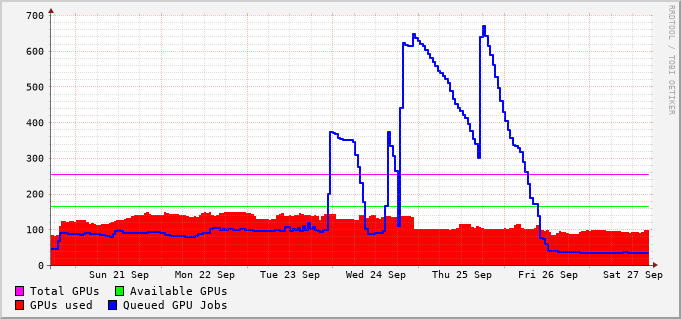 700
600
500
400
300
200
100
0
Sun 21 Sep Mon 22 Sep Tue 23 Sep Wed 24 Sep Thu 25 Sep Fri 26 Sep Sat 27 Sep
Total GPUs Available GPUs
GPUs used Queued GPU Jobs
RRDTOOL / TOBI OETIKER